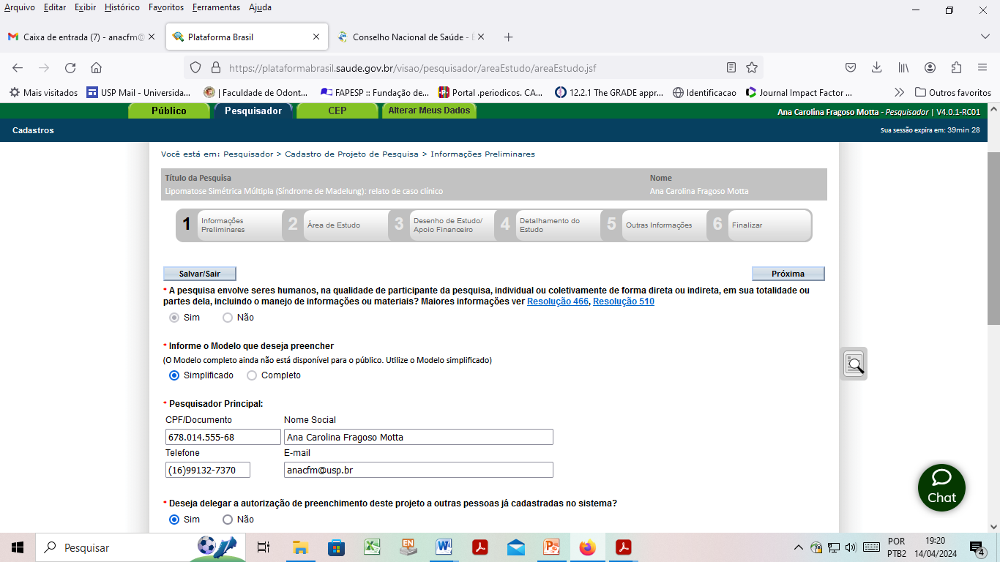 Arquivo Editar Exibir Histórico Favoritos Ferramentas Ajuda
Caixa de entrada (7) - anacfm@
Plataforma Brasil
Conselho Nacional de Saúde -
https://plataformabrasil.saude.gov.br/visao/pesquisador/areaEstudo/areaEstudo.jsf
Mais visitados USP Mail - Universida... | Faculdade de Odont... FAPESP :: Fundação de... Portal .periodicos. CA... 12.2.1 The GRADE appr... Identificacao Journal Impact Factor ... Outros favoritos
Público Pesquisador CEP Alterar Meus Dados
Ana Carolina Fragoso Motta - Pesquisador | V4.0.1-RC01
Cadastros
Sua sessão expira em: 39min 28
Você está em: Pesquisador > Cadastro de Projeto de Pesquisa > Informações Preliminares
Título da Pesquisa Nome
Lipomatose Simétrica Múltipla (Síndrome de Madelung): relato de caso clínico Ana Carolina Fragoso Motta
1 Informações Preliminares
2 Área de Estudo
3 Desenho de Estudo/ Apoio Financeiro
4 Detalhamento do Estudo
5 Outras Informações
6 Finalizar
Salvar/Sair Próxima
* A pesquisa envolve seres humanos, na qualidade de participante da pesquisa, individual ou coletivamente de forma direta ou indireta, em sua totalidade ou
partes dela, incluindo o manejo de informações ou materiais? Maiores informações ver Resolução 466, Resolução 510
Sim Não
* Informe o Modelo que deseja preencher
(O Modelo completo ainda não está disponível para o público. Utilize o Modelo simplificado)
Simplificado Completo
* Pesquisador Principal:
CPF/Documento Nome Social
678.014.555-68 Ana Carolina Fragoso Motta
Telefone E-mail
(16)99132-7370 anacfm@usp.br
* Deseja delegar a autorização de preenchimento deste projeto a outras pessoas já cadastradas no sistema?
Sim Não
Chat
Pesquisar
EN
POR
PTB2
19:20
14/04/2024
4